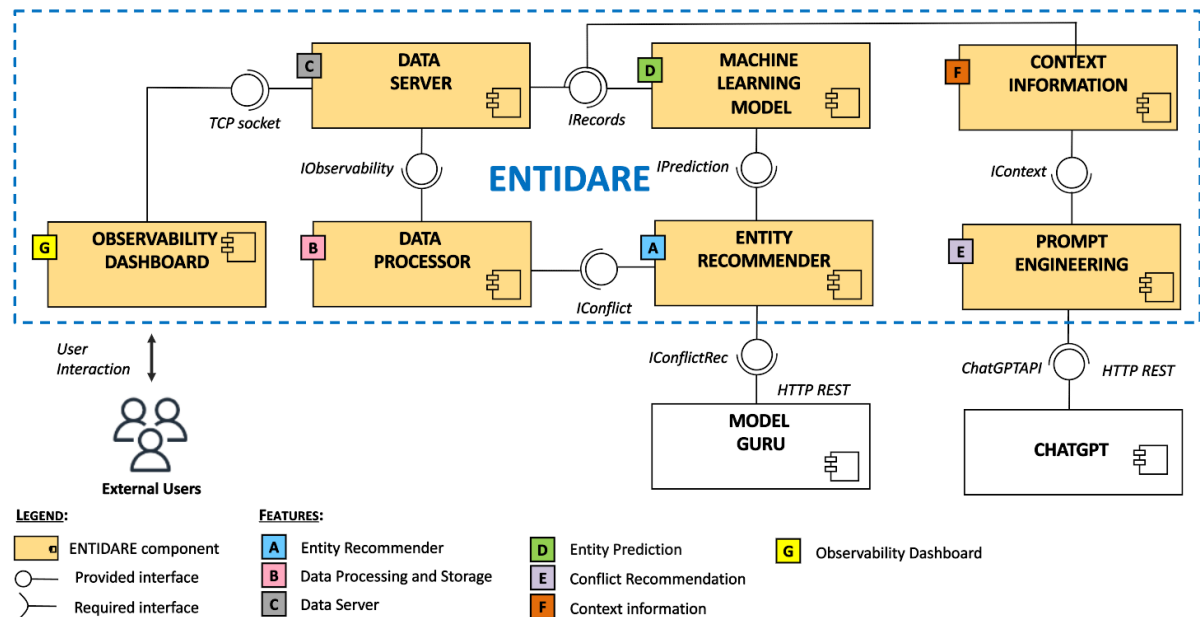 C
DATA
SERVER
D
MACHINE
LEARNING
MODEL
F
CONTEXT
INFORMATION
TCP socket
IRecords
IObservability
ENTIDARE
IPrediction
IContext
G
OBSERVABILITY
DASHBOARD
B
DATA
PROCESSOR
A
ENTITY
RECOMMENDER
E
PROMPT
ENGINEERING
IConflict
User
Interaction
IConflictRec
HTTP REST
ChatGPTAPI
HTTP REST
MODEL
GURU
CHATGPT
External Users
LEGEND:
ENTIDARE component
Provided interface
Required interface
FEATURES:
A Entity Recommender
B Data Processing and Storage
C Data Server
D Entity Prediction
E Conflict Recommendation
F Context information
G Observability Dashboard